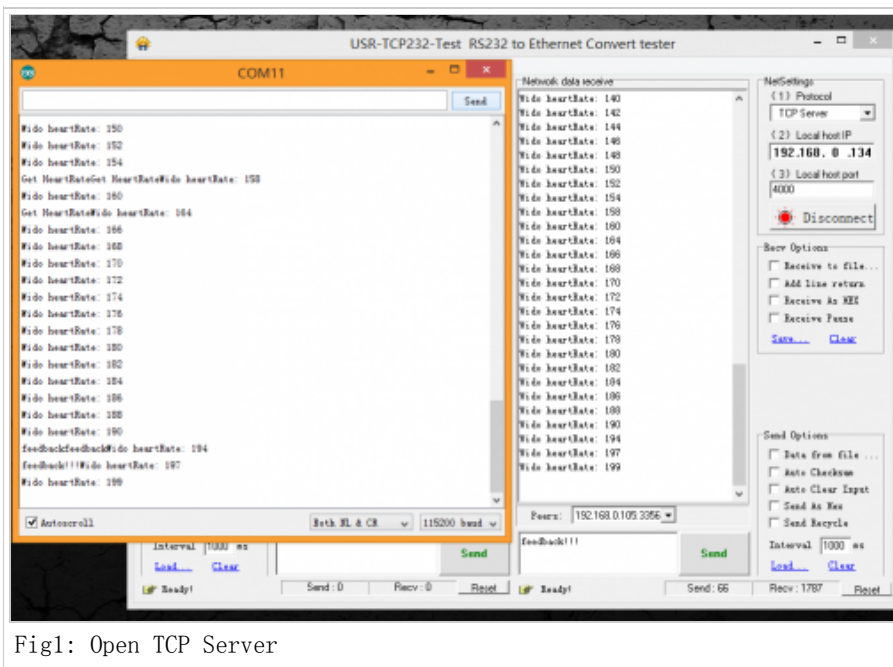 USR-TCP232-Test RS232 to Ethernet Convert tester
COM11
Send
Wido heartRate: 150
Wido heartRate: 152
Wido heartRate: 154
Get HeartRateGet HeartRateWido heartRate: 158
Wido heartRate: 160
Get HeartRateWido heartRate: 164
Wido heartRate: 166
Wido heartRate: 168
Wido heartRate: 170
Wido heartRate: 172
Wido heartRate: 174
Wido heartRate: 176
Wido heartRate: 178
Wido heartRate: 180
Wido heartRate: 182
Wido heartRate: 184
Wido heartRate: 186
Wido heartRate: 188
Wido heartRate: 190
feedbackfeedbackWido heartRate: 194
feedback!!!Wido heartRate: 197
Wido heartRate: 199
Autoscroll
Both NL & CR
115200 baud
Interval 1000 ms
Load... Clear
Send
Ready!
Send : 0
Recv : 0
Reset
Network data receive
Wido heartRate: 140
Wido heartRate: 142
Wido heartRate: 144
Wido heartRate: 146
Wido heartRate: 148
Wido heartRate: 150
Wido heartRate: 152
Wido heartRate: 154
Wido heartRate: 158
Wido heartRate: 160
Wido heartRate: 164
Wido heartRate: 166
Wido heartRate: 168
Wido heartRate: 170
Wido heartRate: 172
Wido heartRate: 174
Wido heartRate: 176
Wido heartRate: 178
Wido heartRate: 180
Wido heartRate: 182
Wido heartRate: 184
Wido heartRate: 186
Wido heartRate: 188
Wido heartRate: 190
Wido heartRate: 194
Wido heartRate: 197
Wido heartRate: 199
Peers: 192.168.0.105:3356
feedback!!!
Send
Ready!
Send : 66
Recv : 1787
Reset
NetSettings
(1) Protocol
TCP Server
(2) Local host IP
192.168. 0 .134
(3) Local host port
4000
Disconnect
Recv Options
Receive to file...
Add line return
Receive As HEX
Receive Pause
Save... Clear
Send Options
Data from file ...
Auto Checksum
Auto Clear Input
Send As Hex
Send Recycle
Interval 1000 ms
Load... Clear
Fig1: Open TCP Server